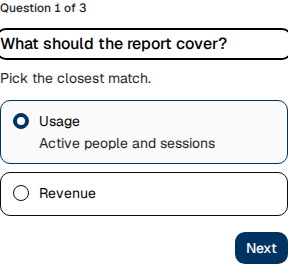 Question 1 of 3
What should the report cover?
Pick the closest match.
Usage
Active people and sessions
Revenue
Next